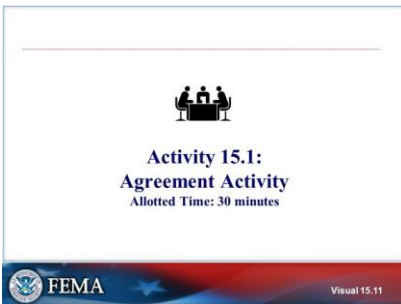 Activity 15.1:
Agreement Activity
Allotted Time: 30 minutes
FEMA
Visual 15.11